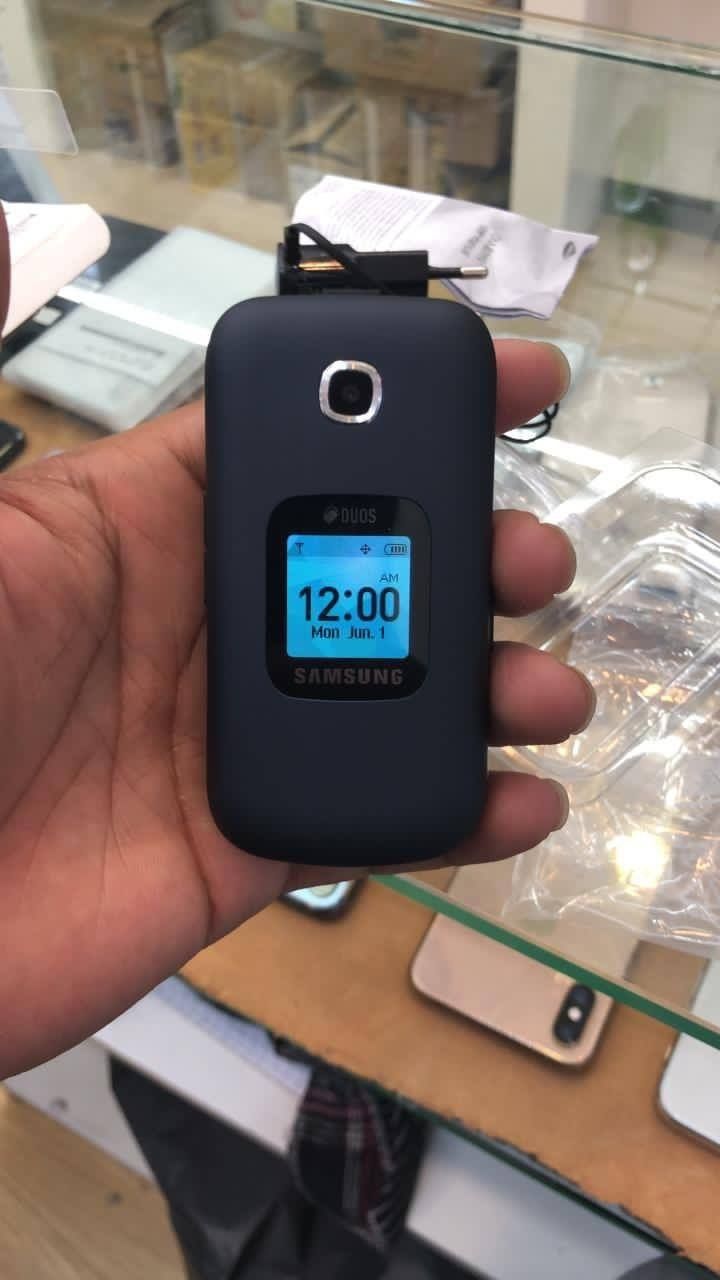 DUOS
AM
12:00
Mon Jun. 1
SAMSUNG